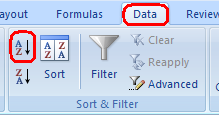 ayout Formulas Data Review
A
Z
Z
A
A Z
Z A
Sort
Filter
Clear
Reapply
Advanced
Sort & Filter